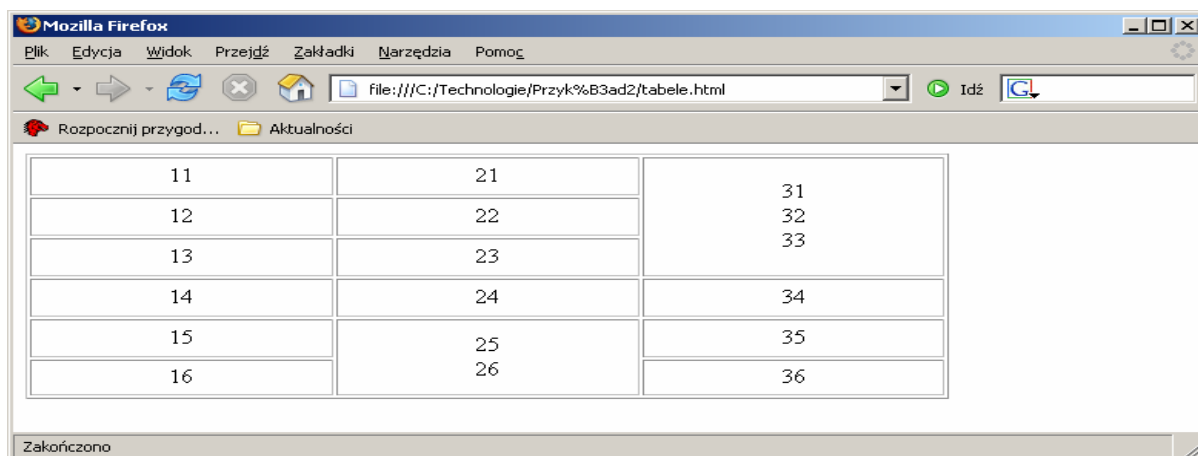 Mozilla Firefox
Plik Edycja Widok Przejdź Zakładki Narzędzia Pomoc
file:///C:/Technologie/Przyk%B3ad2/tabele.html Idź G
Rozpocznij przygod... Aktualności
11 21 31
32
33
12 22
13 23
14 24 34
15 25
26 35
16 36
Zakończono